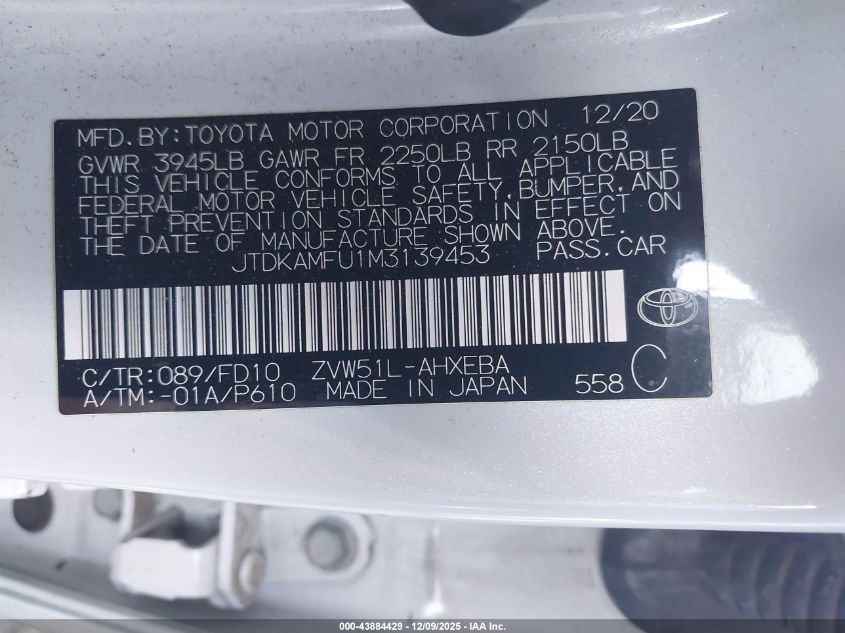 MFD. BY: TOYOTA MOTOR CORPORATION 12/20
GVWR 3945LB GAWR FR 2250LB RR 2150LB
THIS VEHICLE CONFORMS TO ALL APPLICABLE
FEDERAL MOTOR VEHICLE SAFETY, BUMPER, AND
THEFT PREVENTION STANDARDS IN EFFECT ON
THE DATE OF MANUFACTURE SHOWN ABOVE.
JTDKAMFU1M3139453 PASS. CAR
C/TR: 089/FD10 ZVW51L-AHXEBA
A/TM: -01A/P610 MADE IN JAPAN 558 C
000-43884429 - 12/09/2025 - IAA Inc.